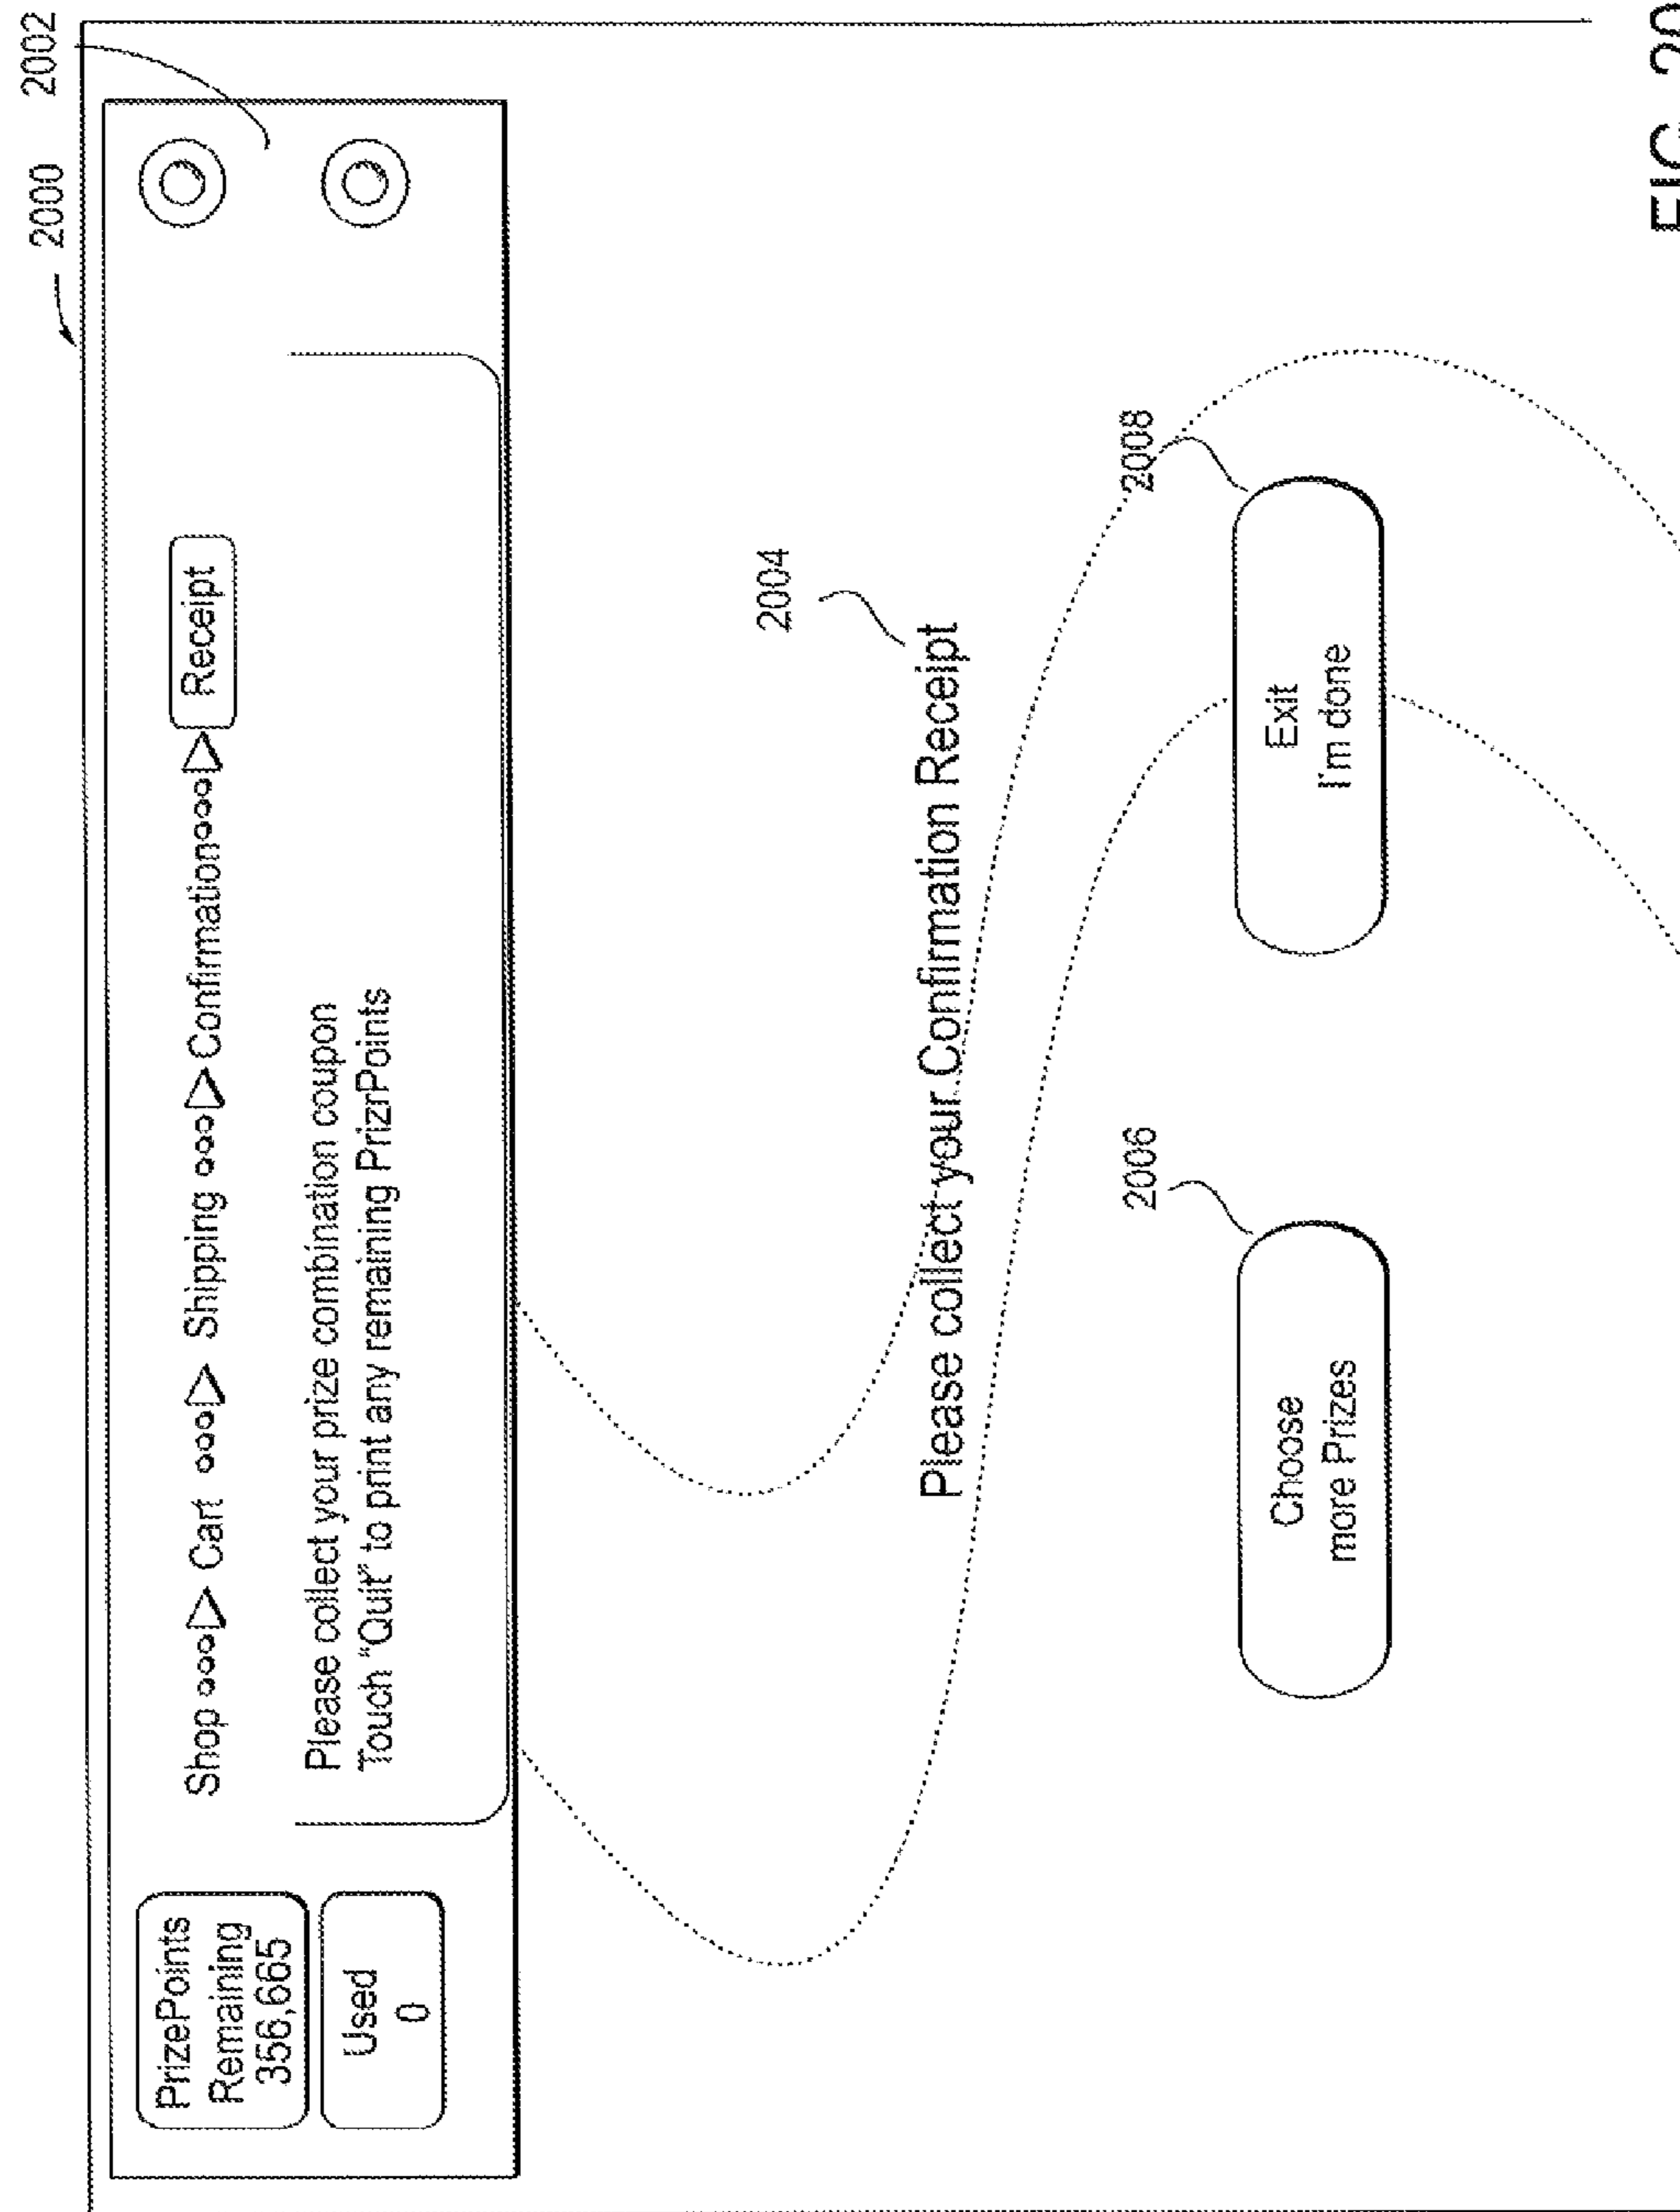 2000
2002
PrizePoints
Remaining
356,665
Used
0
Shop Cart Shipping Confirmation Receipt
Please collect your prize combination coupon
Touch "Quit" to print any remaining PrizrPoints
2004
Please collect your Confirmation Receipt
2006
Choose
more Prizes
2008
Exit
I'm done
FIG. 20